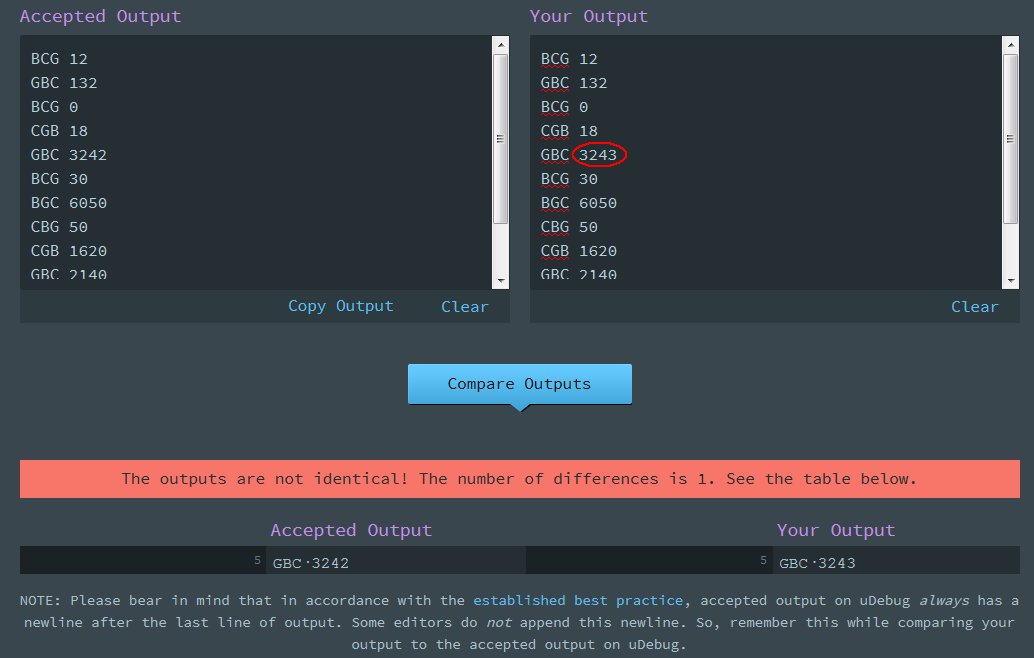 Accepted Output
BCG 12
GBC 132
BCG 0
CGB 18
GBC 3242
BCG 30
BGC 6050
CBG 50
CGB 1620
GBC 2140
Copy Output Clear
Your Output
BCG 12
GBC 132
BCG 0
CGB 18
GBC 3243
BCG 30
BGC 6050
CBG 50
CGB 1620
GBC 2140
Clear
Compare Outputs
The outputs are not identical! The number of differences is 1. See the table below.
Accepted Output Your Output
5 GBC·3242 5 GBC·3243
NOTE: Please bear in mind that in accordance with the established best practice, accepted output on uDebug always has a
newline after the last line of output. Some editors do not append this newline. So, remember this while comparing your
output to the accepted output on uDebug.